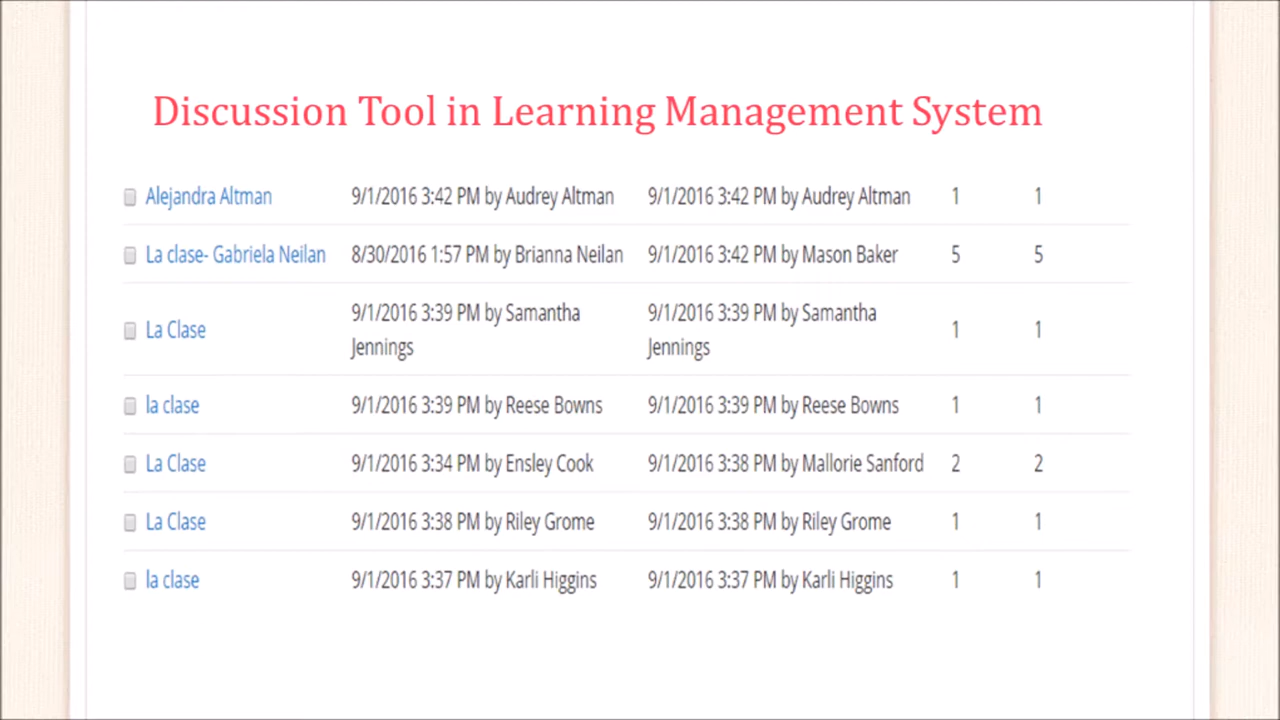 Discussion Tool in Learning Management System
Alejandra Altman 9/1/2016 3:42 PM by Audrey Altman 9/1/2016 3:42 PM by Audrey Altman 1 1
La clase- Gabriela Neilan 8/30/2016 1:57 PM by Brianna Neilan 9/1/2016 3:42 PM by Mason Baker 5 5
La Clase 9/1/2016 3:39 PM by Samantha Jennings 9/1/2016 3:39 PM by Samantha Jennings 1 1
la clase 9/1/2016 3:39 PM by Reese Bowns 9/1/2016 3:39 PM by Reese Bowns 1 1
La Clase 9/1/2016 3:34 PM by Ensley Cook 9/1/2016 3:38 PM by Mallorie Sanford 2 2
La Clase 9/1/2016 3:38 PM by Riley Grome 9/1/2016 3:38 PM by Riley Grome 1 1
la clase 9/1/2016 3:37 PM by Karli Higgins 9/1/2016 3:37 PM by Karli Higgins 1 1